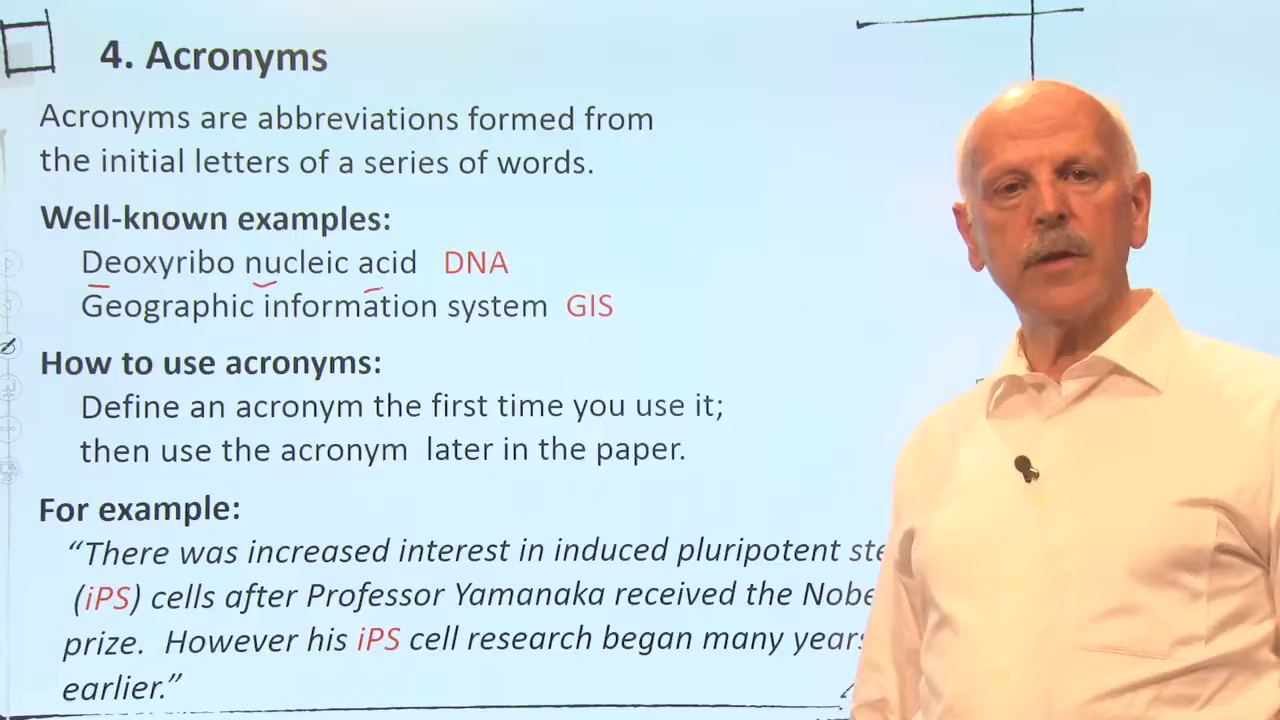 4. Acronyms
Acronyms are abbreviations formed from
the initial letters of a series of words.
Well-known examples:
Deoxyribo nucleic acid DNA
Geographic information system GIS
How to use acronyms:
Define an acronym the first time you use it;
then use the acronym later in the paper.
For example:
“There was increased interest in induced pluripotent
(iPS) cells after Professor Yamanaka received the
prize. However his iPS cell research began many
earlier.”